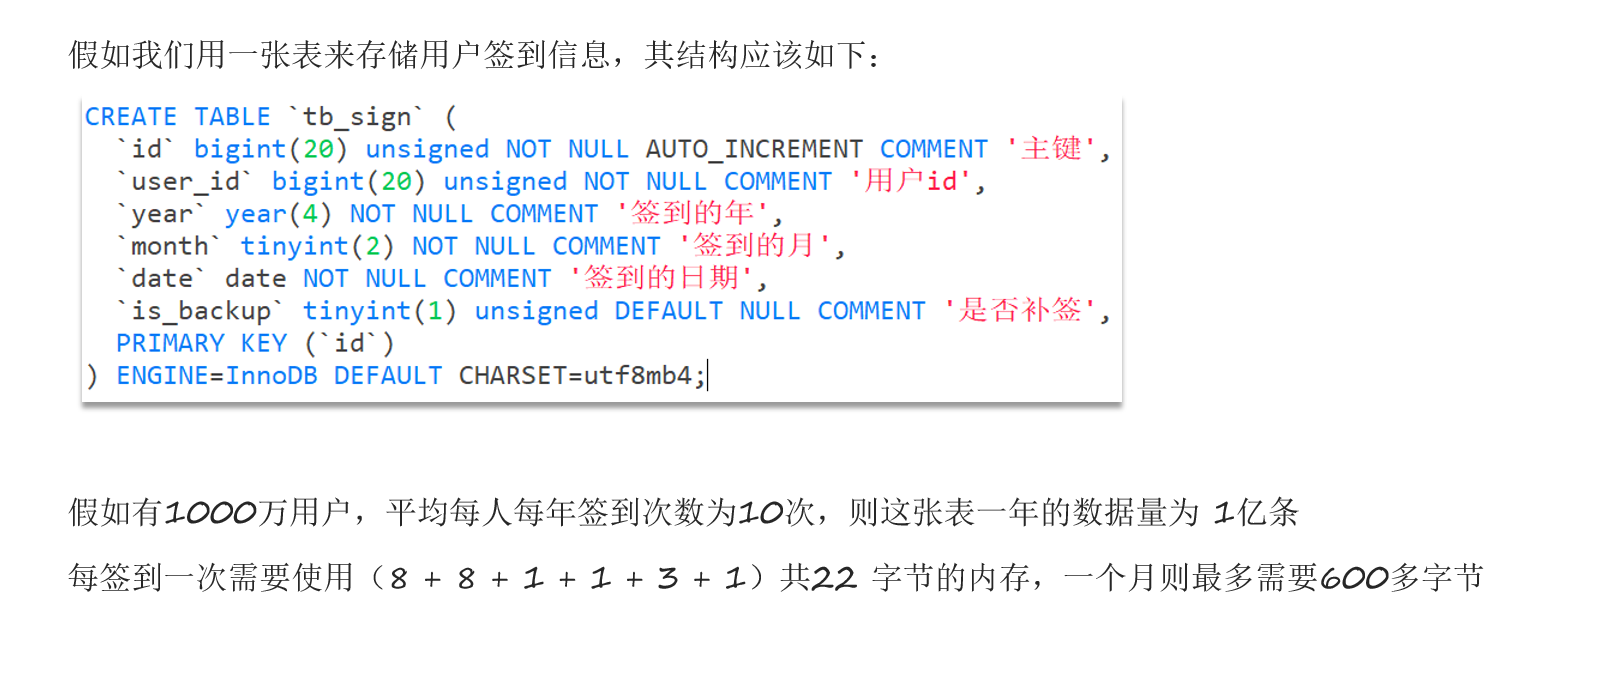 假如我们用一张表来存储用户签到信息，其结构应该如下：
CREATE TABLE `tb_sign` (
  `id` bigint(20) unsigned NOT NULL AUTO_INCREMENT COMMENT '主键',
  `user_id` bigint(20) unsigned NOT NULL COMMENT '用户id',
  `year` year(4) NOT NULL COMMENT '签到的年',
  `month` tinyint(2) NOT NULL COMMENT '签到的月',
  `date` date NOT NULL COMMENT '签到的日期',
  `is_backup` tinyint(1) unsigned DEFAULT NULL COMMENT '是否补签',
  PRIMARY KEY (`id`)
) ENGINE=InnoDB DEFAULT CHARSET=utf8mb4;
假如有1000万用户，平均每人每年签到次数为10次，则这张表一年的数据量为 1亿条
每签到一次需要使用（8 + 8 + 1 + 1 + 3 + 1）共22 字节的内存，一个月则最多需要600多字节